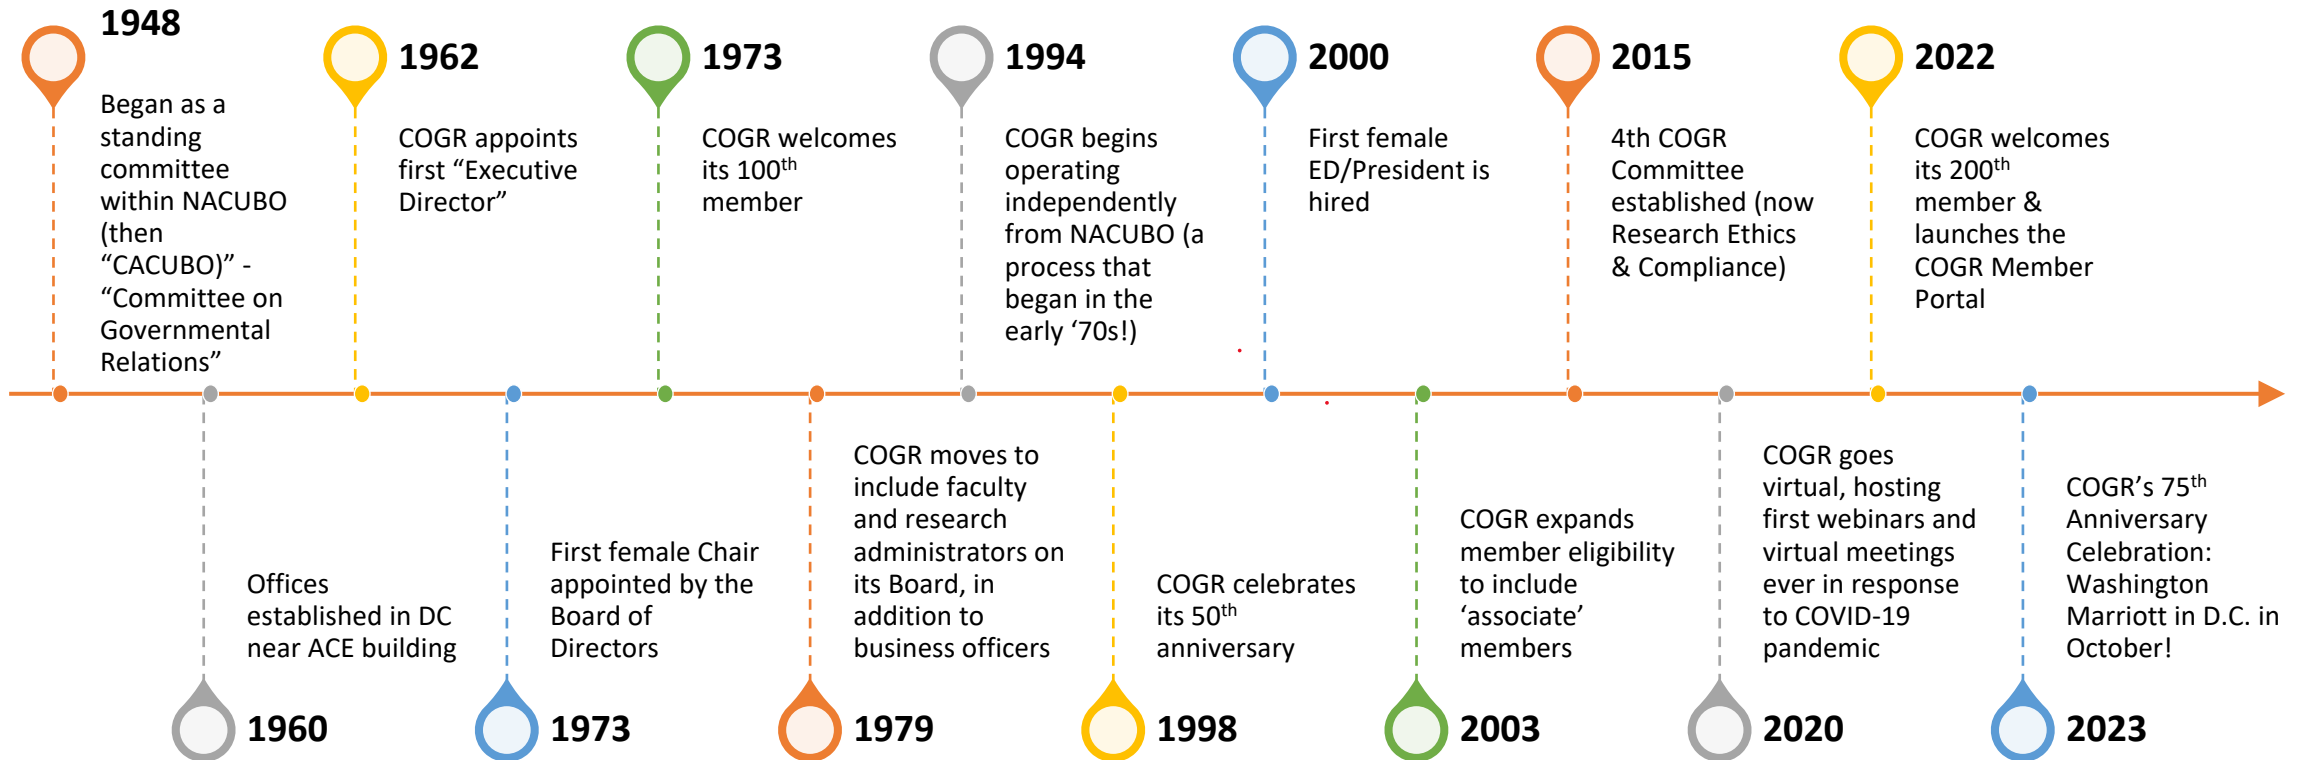 1948
Began as a
standing
committee
within NACUBO
(then
“CACUBO)” -
“Committee on
Governmental
Relations”
1962
COGR appoints
first “Executive
Director”
1973
COGR welcomes
its 100th
member
1994
COGR begins
operating
independently
from NACUBO (a
process that
began in the
early ‘70s!)
2000
First female
ED/President is
hired
2015
4th COGR
Committee
established (now
Research Ethics
& Compliance)
2022
COGR welcomes
its 200th
member &
launches the
COGR Member
Portal
Offices
established in DC
near ACE building
1960
First female Chair
appointed by the
Board of
Directors
1973
COGR moves to
include faculty
and research
administrators on
its Board, in
addition to
business officers
1979
COGR celebrates
its 50th
anniversary
1998
COGR expands
member eligibility
to include
‘associate’
members
2003
COGR goes
virtual, hosting
first webinars and
virtual meetings
ever in response
to COVID-19
pandemic
2020
COGR’s 75th
Anniversary
Celebration:
Washington
Marriott in D.C. in
October!
2023